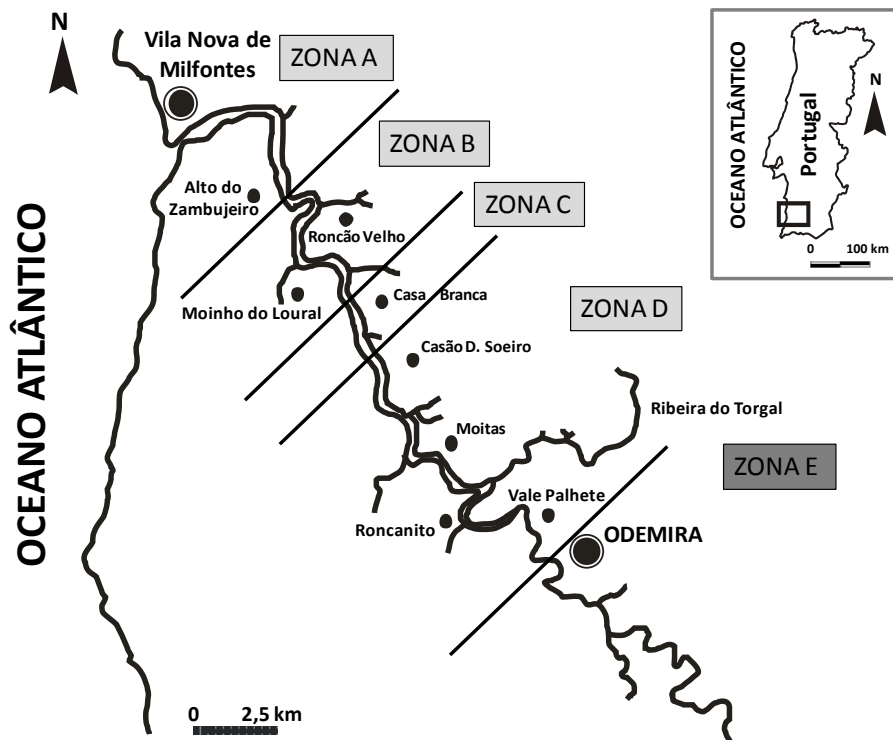 N
Vila Nova de
Milfontes
ZONA A
ZONA B
Alto do
Zambujeiro
ZONA C
Roncão Velho
Moinho do Loural
Casa Branca
ZONA D
Casão D. Soeiro
Ribeira do Torgal
Moitas
ZONA E
Vale Palhete
Roncanito
ODEMIRA
OCEANO ATLÂNTICO
0 2,5 km
OCEANO ATLÂNTICO
Portugal
N
0 100 km